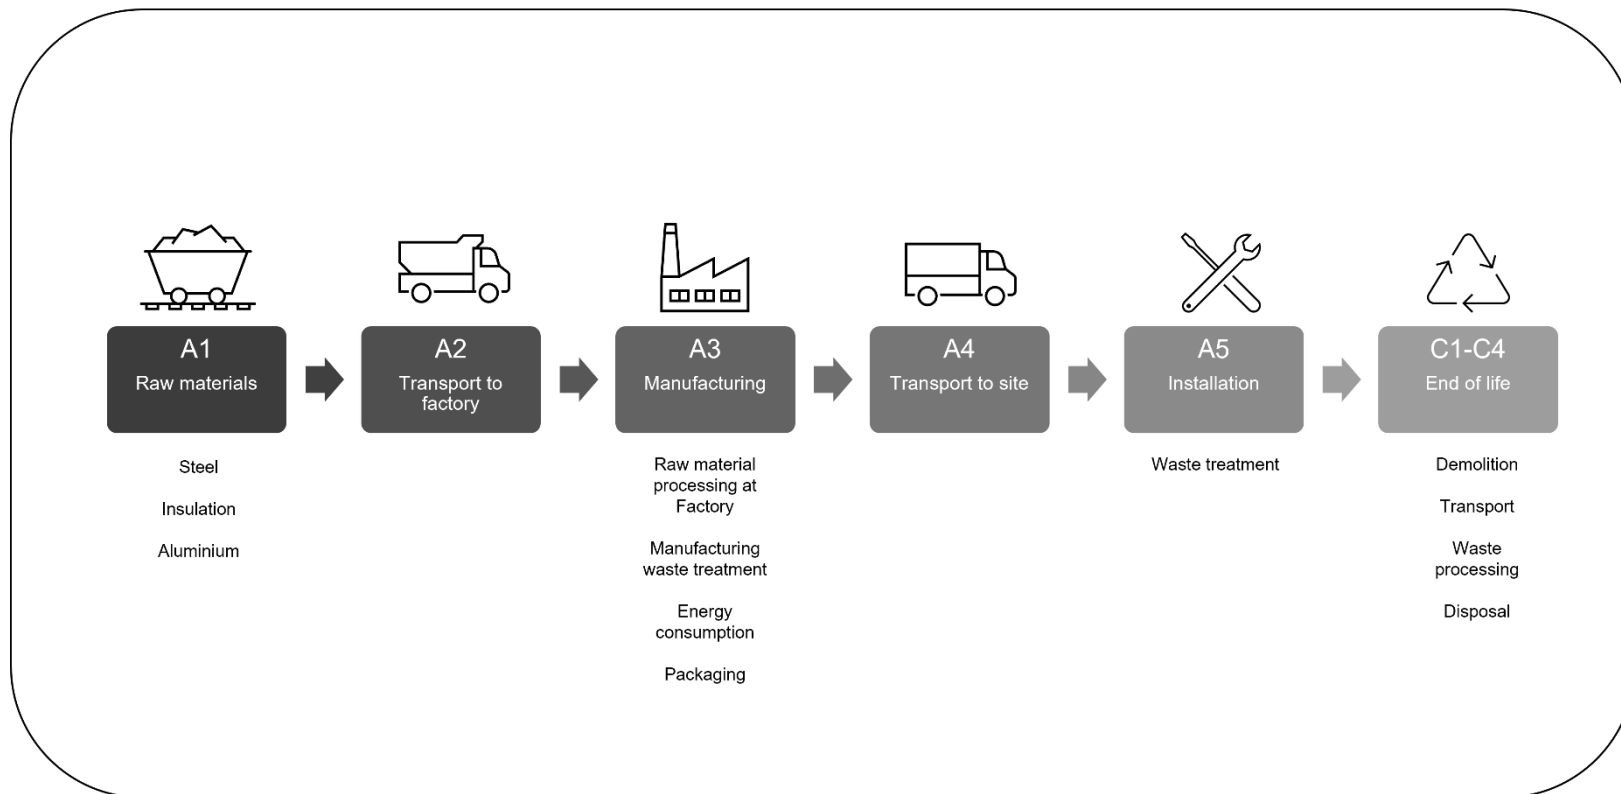 A1
Raw materials
A2
Transport to
factory
A3
Manufacturing
A4
Transport to site
A5
Installation
C1-C4
End of life
Steel
Insulation
Aluminium
Raw material
processing at
Factory
Manufacturing
waste treatment
Energy
consumption
Packaging
Waste treatment
Demolition
Transport
Waste
processing
Disposal